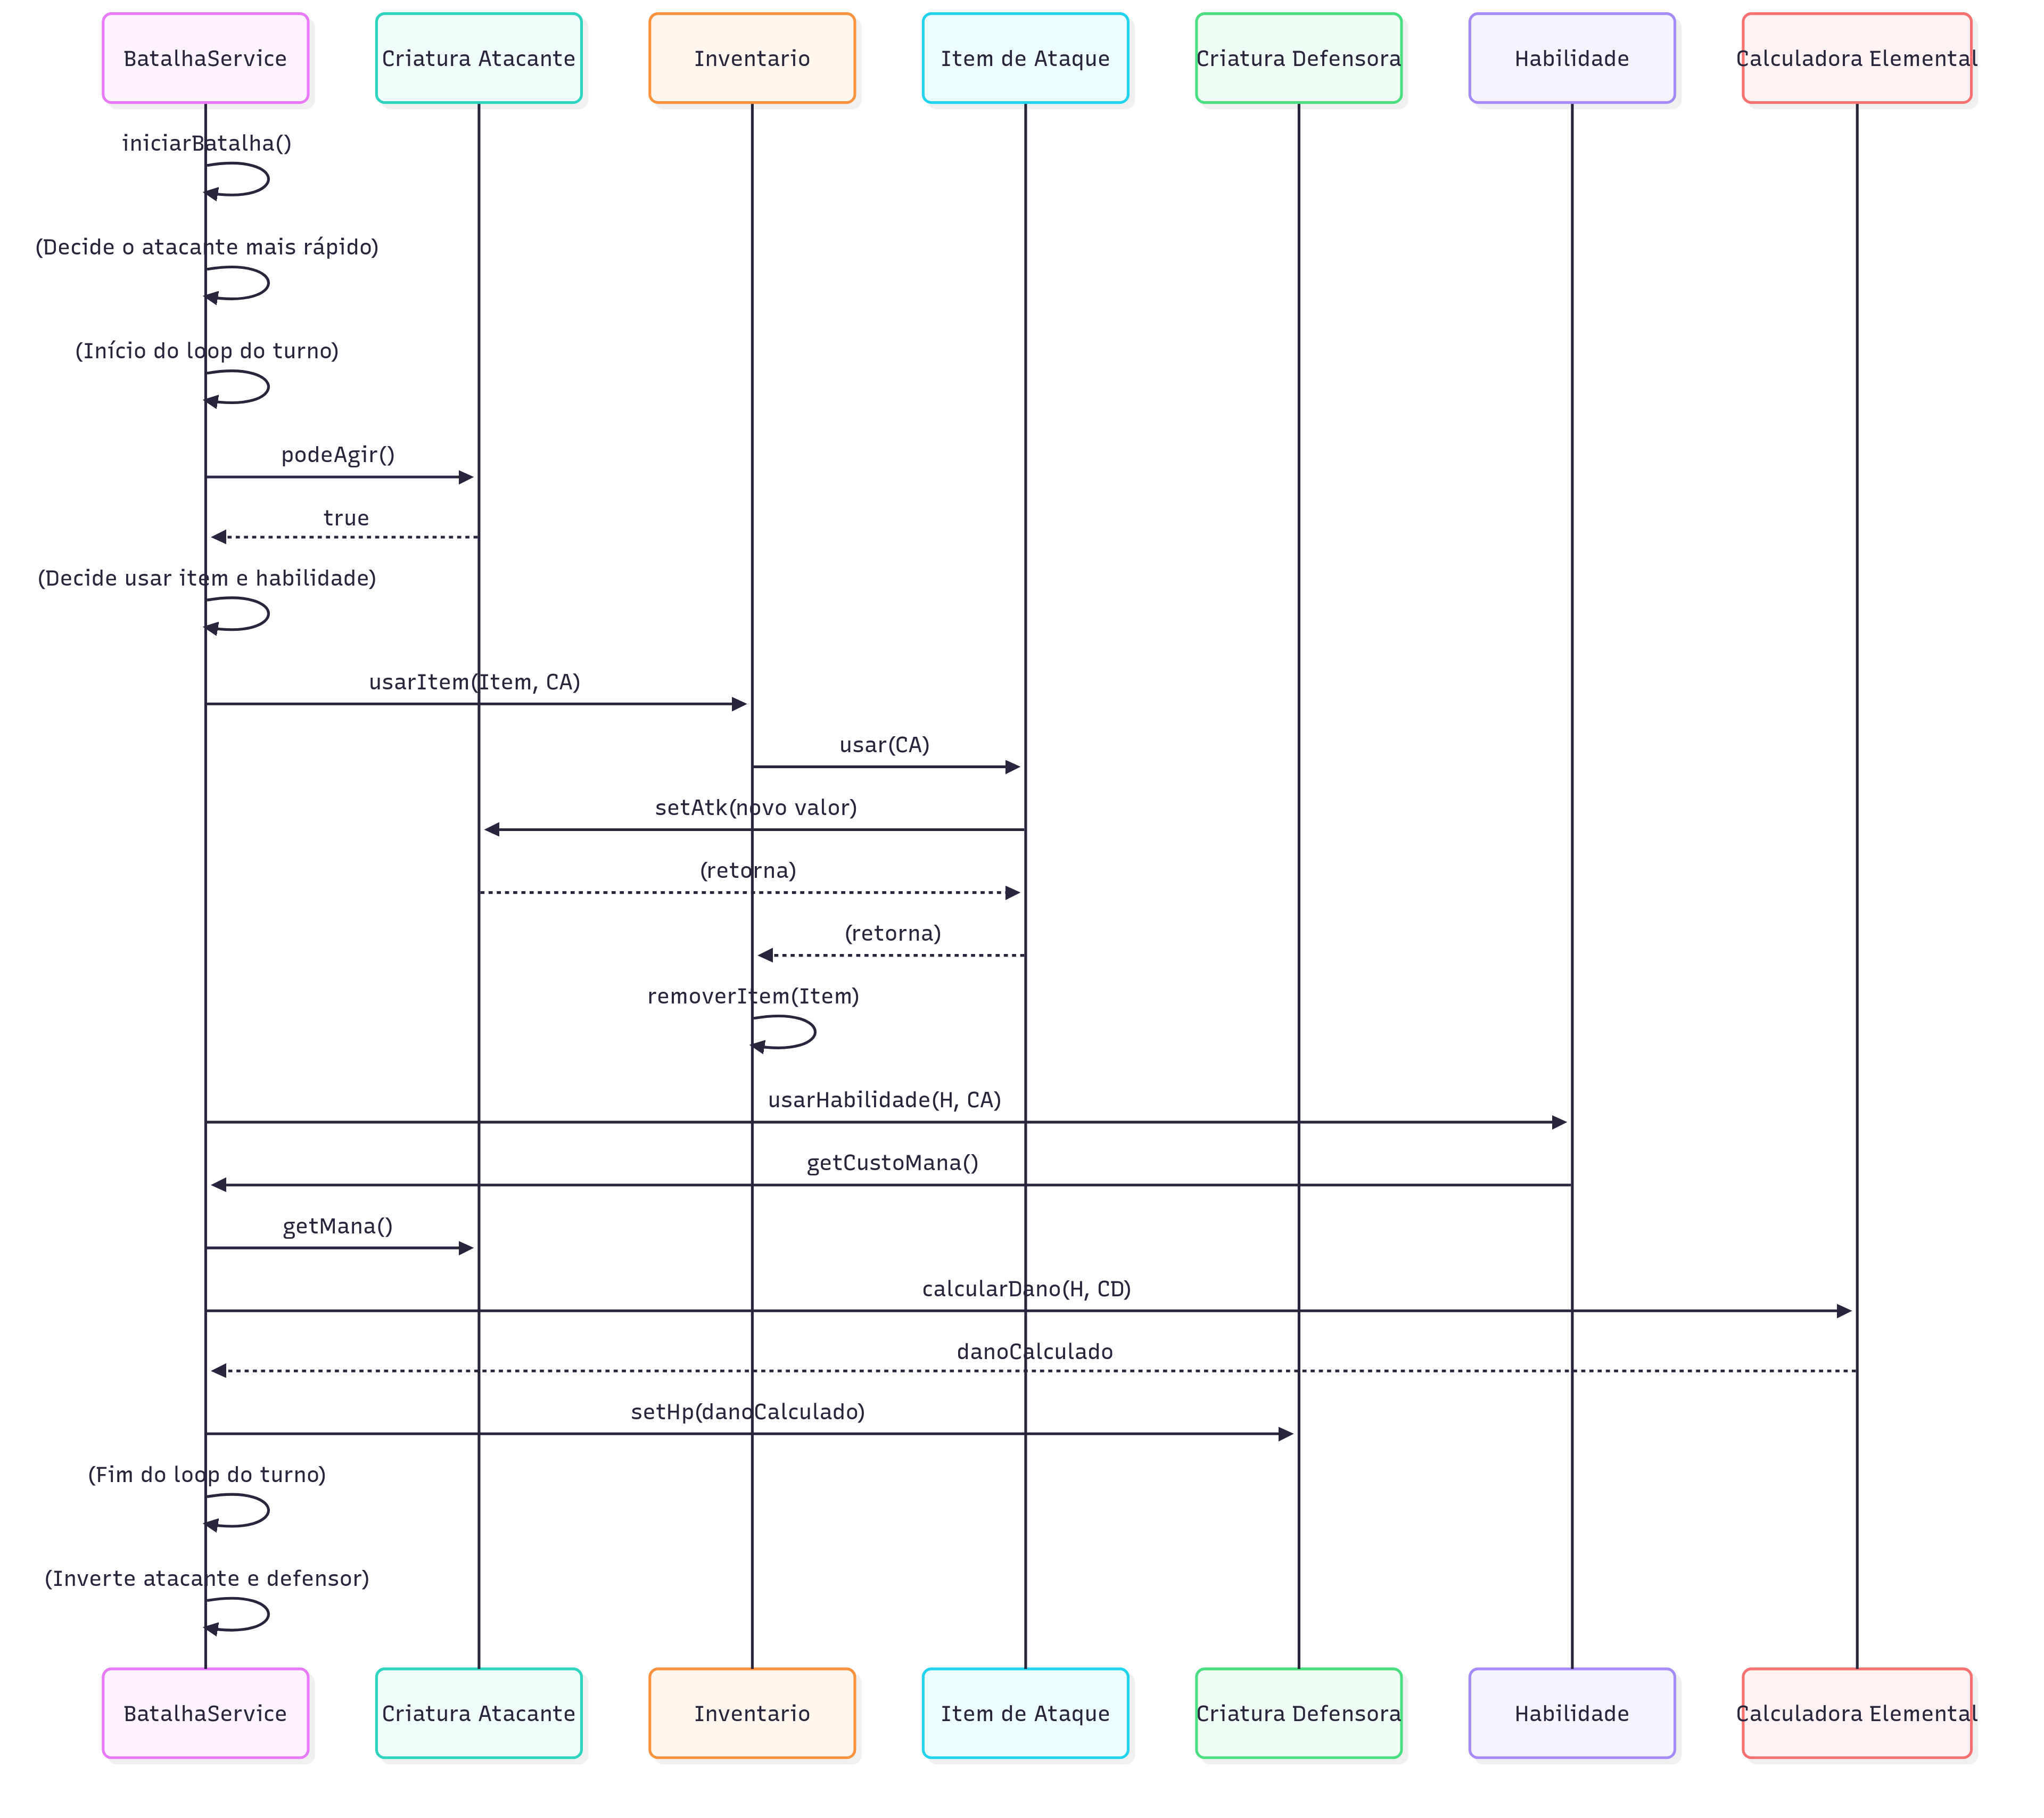 BatalhaService
Criatura Atacante
Inventario
Item de Ataque
Criatura Defensora
Habilidade
Calculadora Elemental
iniciarBatalha()
(Decide o atacante mais rápido)
(Início do loop do turno)
podeAgir()
true
(Decide usar item e habilidade)
usarItem(Item, CA)
usar(CA)
setAtk(novo valor)
(retorna)
(retorna)
removerItem(Item)
usarHabilidade(H, CA)
getCustoMana()
getMana()
calcularDano(H, CD)
danoCalculado
setHp(danoCalculado)
(Fim do loop do turno)
(Inverte atacante e defensor)
BatalhaService
Criatura Atacante
Inventario
Item de Ataque
Criatura Defensora
Habilidade
Calculadora Elemental